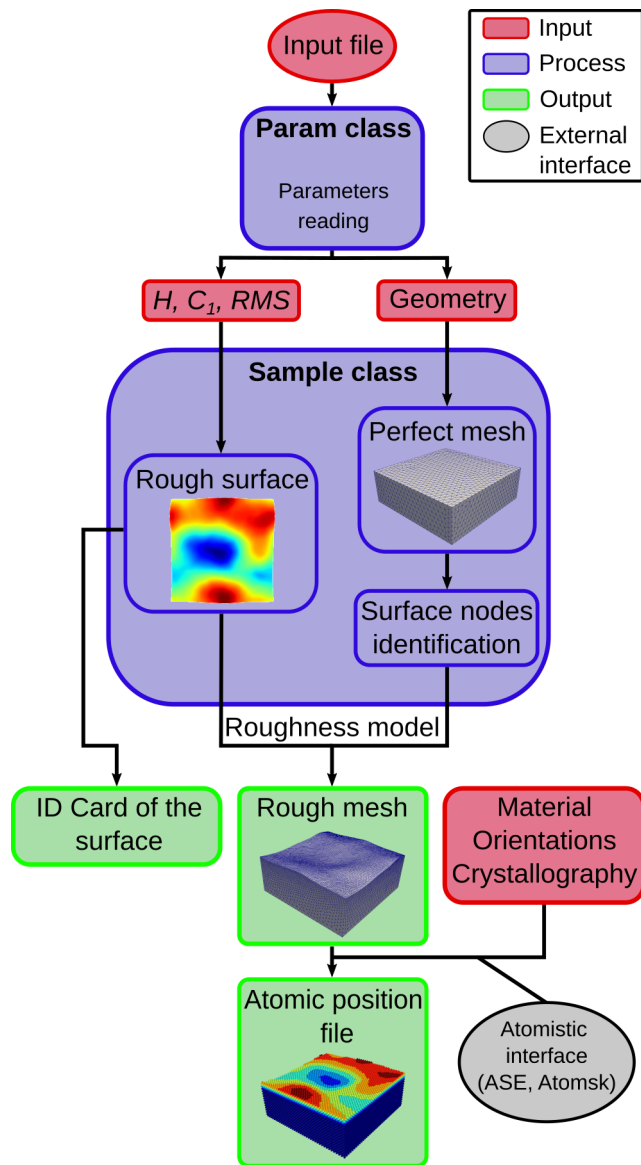 Input file
Input
Process
Output
External
interface
Param class
Parameters
reading
H, C₁, RMS
Geometry
Sample class
Perfect mesh
Rough surface
Surface nodes
identification
Roughness model
ID Card of the
surface
Rough mesh
Material
Orientations
Crystallography
Atomic position
file
Atomistic
interface
(ASE, Atomsk)